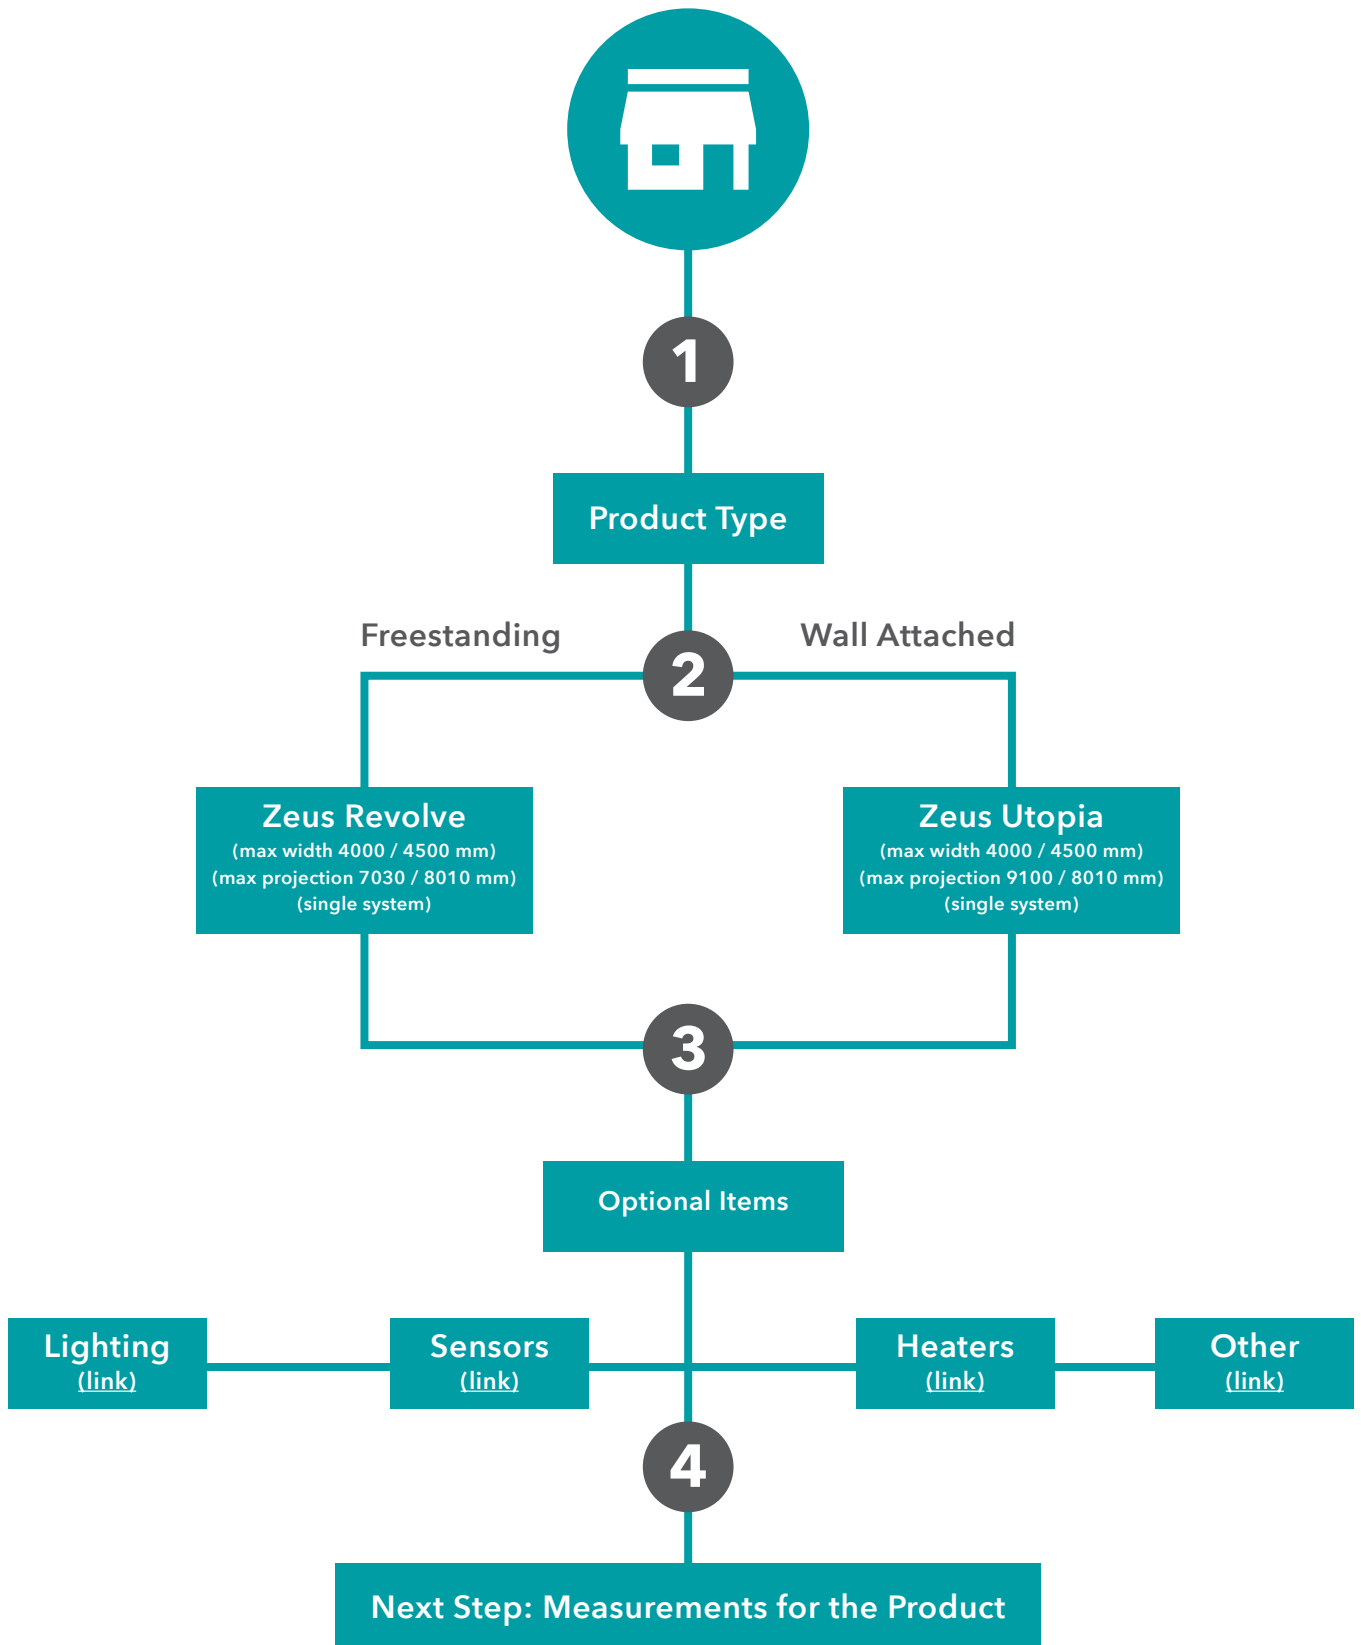 1
Product Type
Freestanding
Wall Attached
2
Zeus Revolve
(max width 4000 / 4500 mm)
(max projection 7030 / 8010 mm)
(single system)
Zeus Utopia
(max width 4000 / 4500 mm)
(max projection 9100 / 8010 mm)
(single system)
3
Optional Items
Lighting
(link)
Sensors
(link)
Heaters
(link)
Other
(link)
4
Next Step: Measurements for the Product